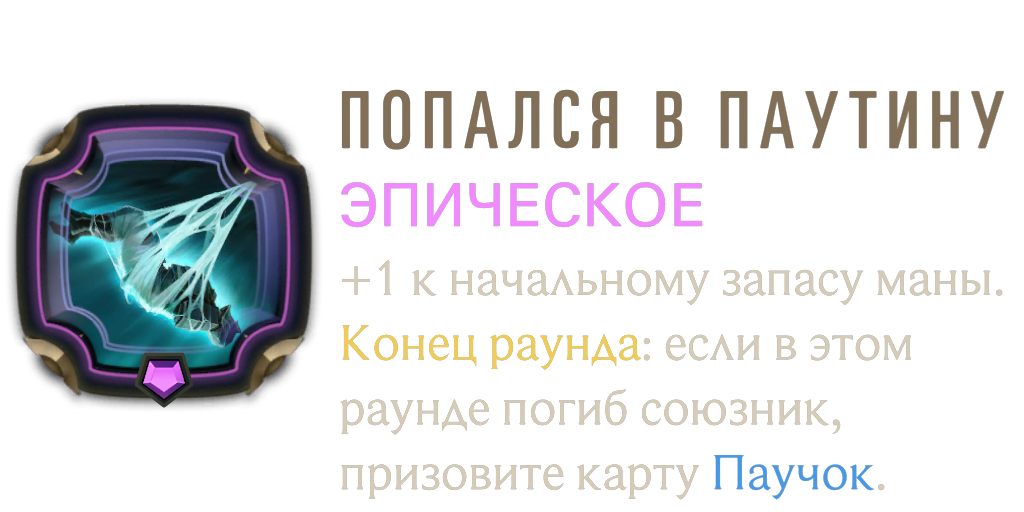 ПОПАЛСЯ В ПАУТИНУ
ЭПИЧЕСКОЕ
+1 к начальному запасу маны.
Конец раунда: если в этом
раунде погиб союзник,
призовите карту Паучок.